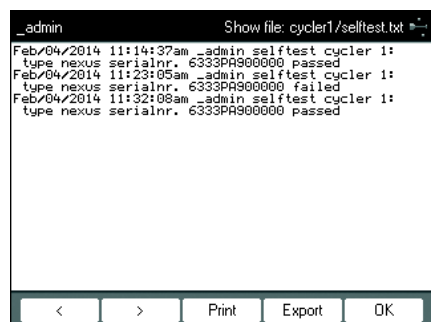 _admin
Show file: cycler1/selftest.txt
Feb/04/2014 11:14:37am _admin selftest cycler 1:
type nexus serialnr. 6333PA900000 passed
Feb/04/2014 11:23:05am _admin selftest cycler 1:
type nexus serialnr. 6333PA900000 failed
Feb/04/2014 11:32:08am _admin selftest cycler 1:
type nexus serialnr. 6333PA900000 passed
< > Print Export OK